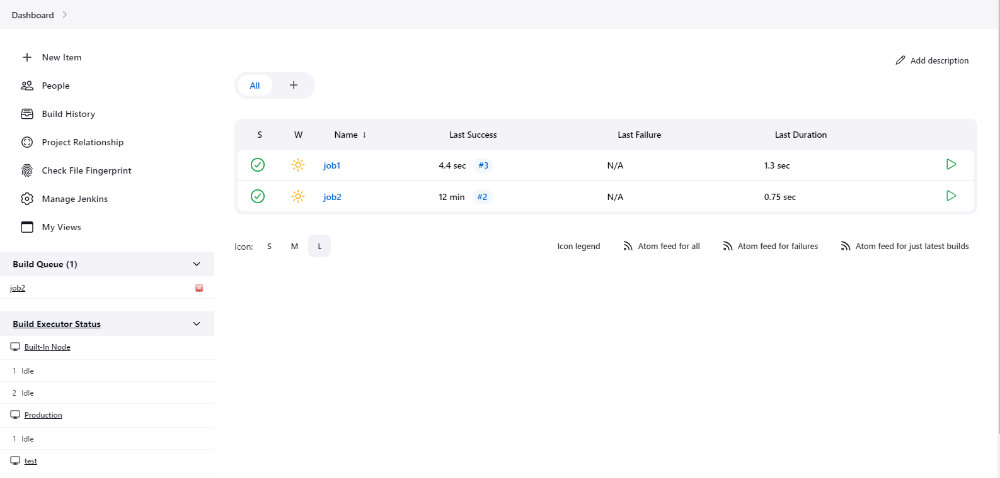 Dashboard
New Item
People
Build History
Project Relationship
Check File Fingerprint
Manage Jenkins
My Views
Build Queue (1)
job2
Build Executor Status
Built-In Node
1 Idle
2 Idle
Production
1 Idle
test
Add description
All +
S W Name ↓ Last Success Last Failure Last Duration
job1 4.4 sec #3 N/A 1.3 sec
job2 12 min #2 N/A 0.75 sec
Icon: S M L
Icon legend Atom feed for all Atom feed for failures Atom feed for just latest builds